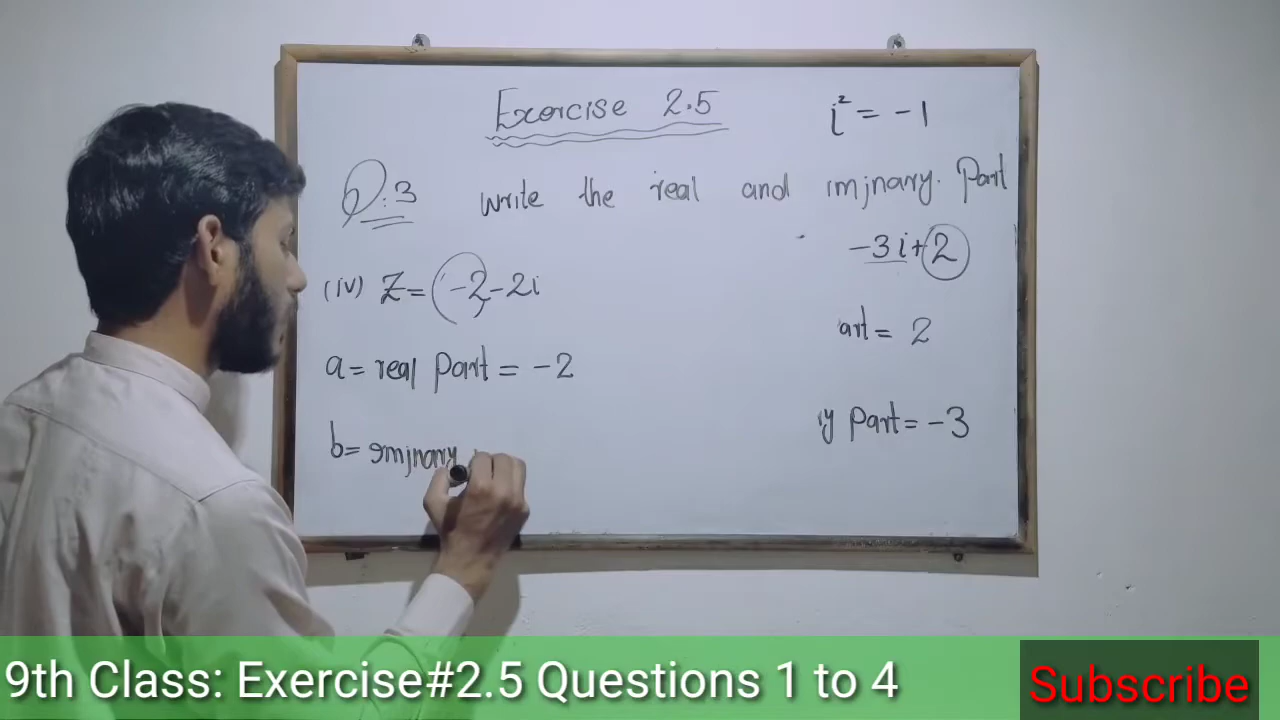 Exercise 2.5
i² = -1
Q.3 write the real and imjnary. Part
-3i+2
(iv) Z= -2-2i
art = 2
a = real Part = -2
y Part = -3
b= Imjnary
9th Class: Exercise#2.5 Questions 1 to 4
Subscribe